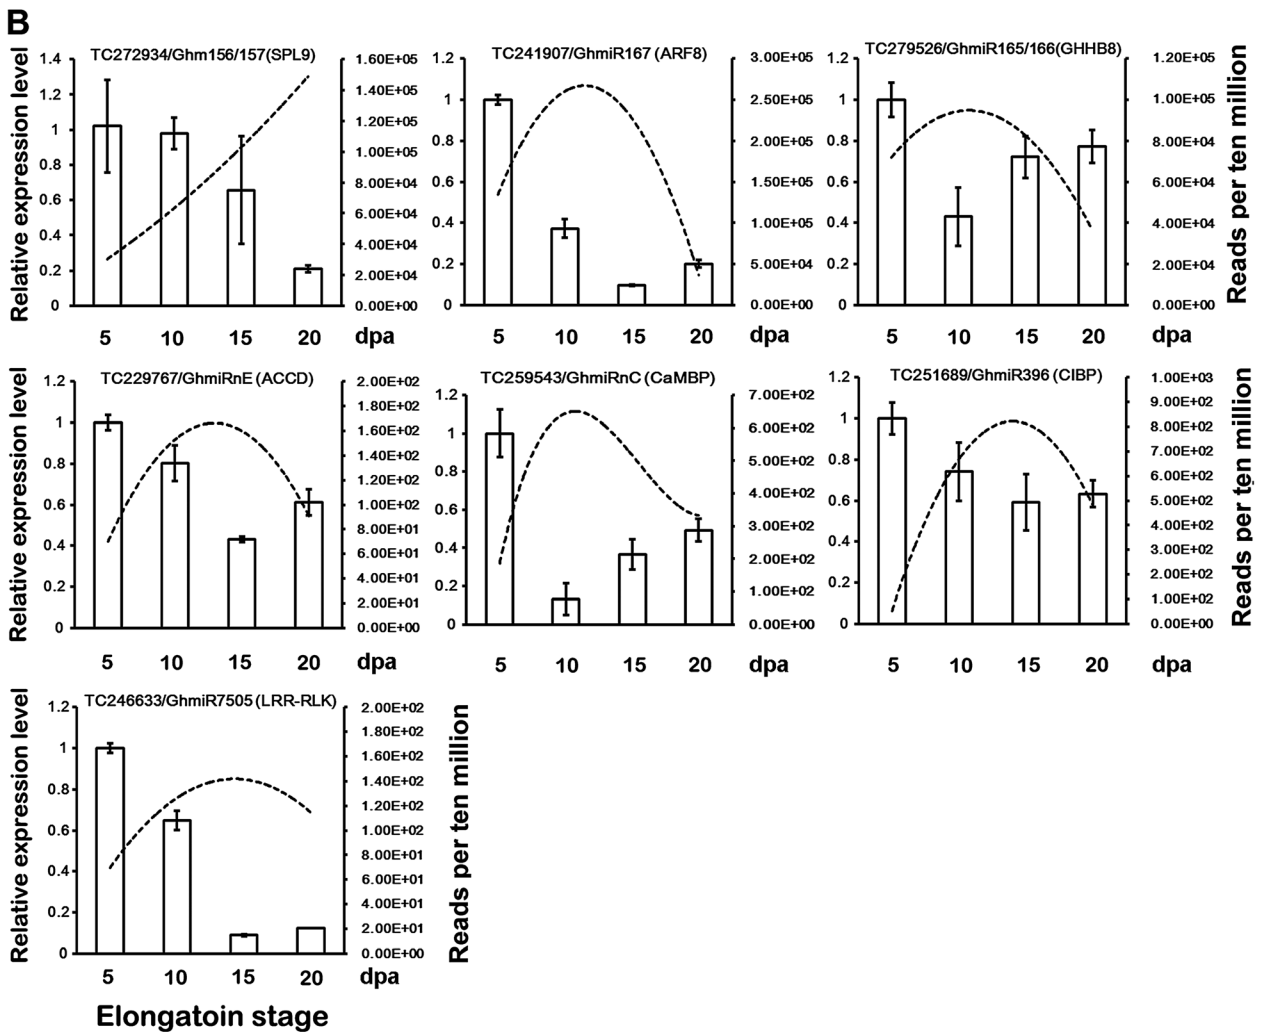 B
TC272934/Ghm156/157(SPL9)
Relative expression level
1.4
1.2
1
0.8
0.6
0.4
0.2
0
1.60E+05
1.40E+05
1.20E+05
1.00E+05
8.00E+04
6.00E+04
4.00E+04
2.00E+04
0.00E+00
5 10 15 20 dpa
TC241907/GhmiR167 (ARF8)
1.2
1
0.8
0.6
0.4
0.2
0
3.00E+05
2.50E+05
2.00E+05
1.50E+05
1.00E+05
5.00E+04
0.00E+00
5 10 15 20 dpa
TC279526/GhmiR165/166(GHHB8)
1.2
1
0.8
0.6
0.4
0.2
0
1.20E+05
1.00E+05
8.00E+04
6.00E+04
4.00E+04
2.00E+04
0.00E+00
Reads per ten million
5 10 15 20 dpa
TC229767/GhmiRnE (ACCD)
Relative expression level
1.2
1
0.8
0.6
0.4
0.2
0
2.00E+02
1.80E+02
1.60E+02
1.40E+02
1.20E+02
1.00E+02
8.00E+01
6.00E+01
4.00E+01
2.00E+01
0.00E+00
5 10 15 20 dpa
TC259543/GhmiRnC (CaMBP)
1.2
1
0.8
0.6
0.4
0.2
0
7.00E+02
6.00E+02
5.00E+02
4.00E+02
3.00E+02
2.00E+02
1.00E+02
0.00E+00
5 10 15 20 dpa
TC251689/GhmiR396 (CIBP)
1.2
1
0.8
0.6
0.4
0.2
0
1.00E+03
9.00E+02
8.00E+02
7.00E+02
6.00E+02
5.00E+02
4.00E+02
3.00E+02
2.00E+02
1.00E+02
0.00E+00
Reads per ten million
5 10 15 20 dpa
TC246633/GhmiR7505 (LRR-RLK)
Relative expression level
1.2
1
0.8
0.6
0.4
0.2
0
2.00E+02
1.80E+02
1.60E+02
1.40E+02
1.20E+02
1.00E+02
8.00E+01
6.00E+01
4.00E+01
2.00E+01
0.00E+00
Reads per ten million
5 10 15 20 dpa
Elongatoin stage